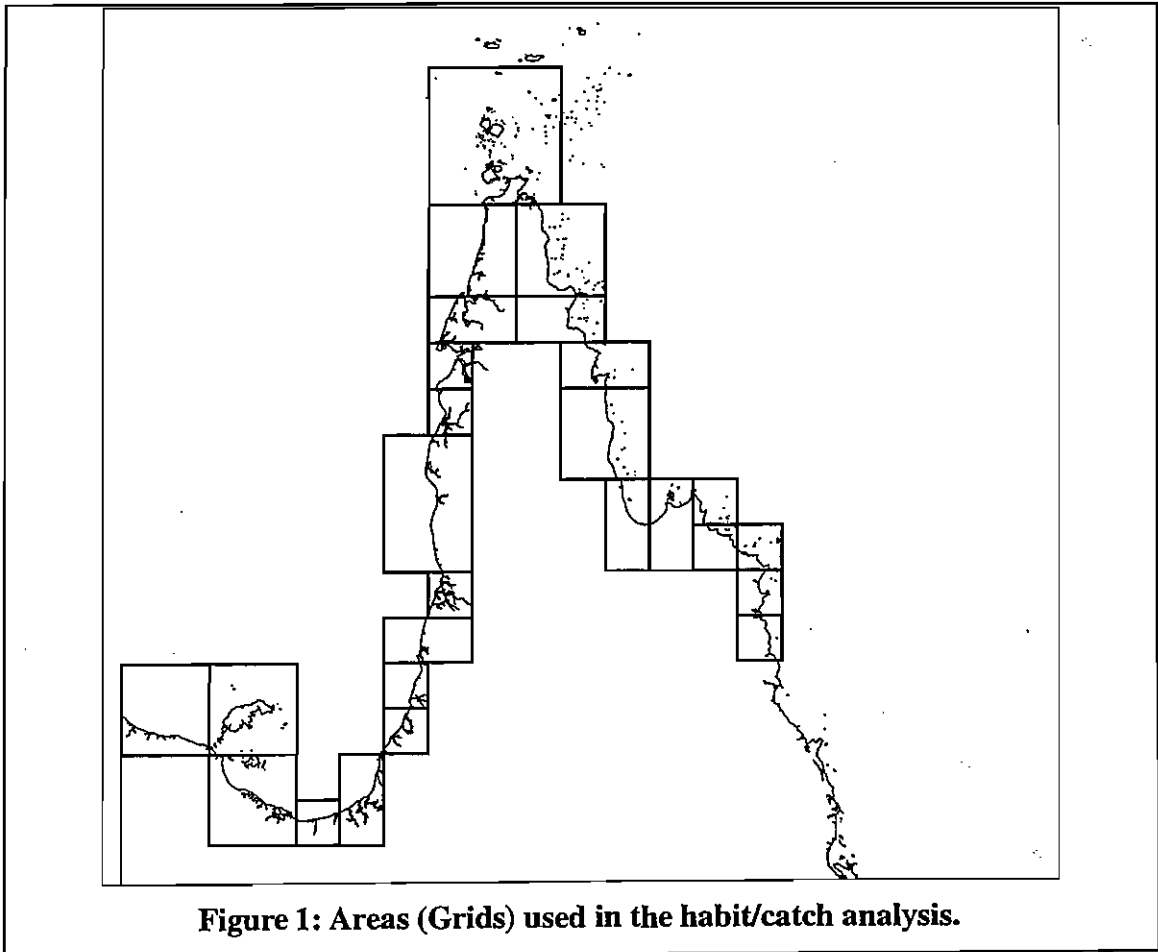 Figure 1: Areas (Grids) used in the habit/catch analysis.